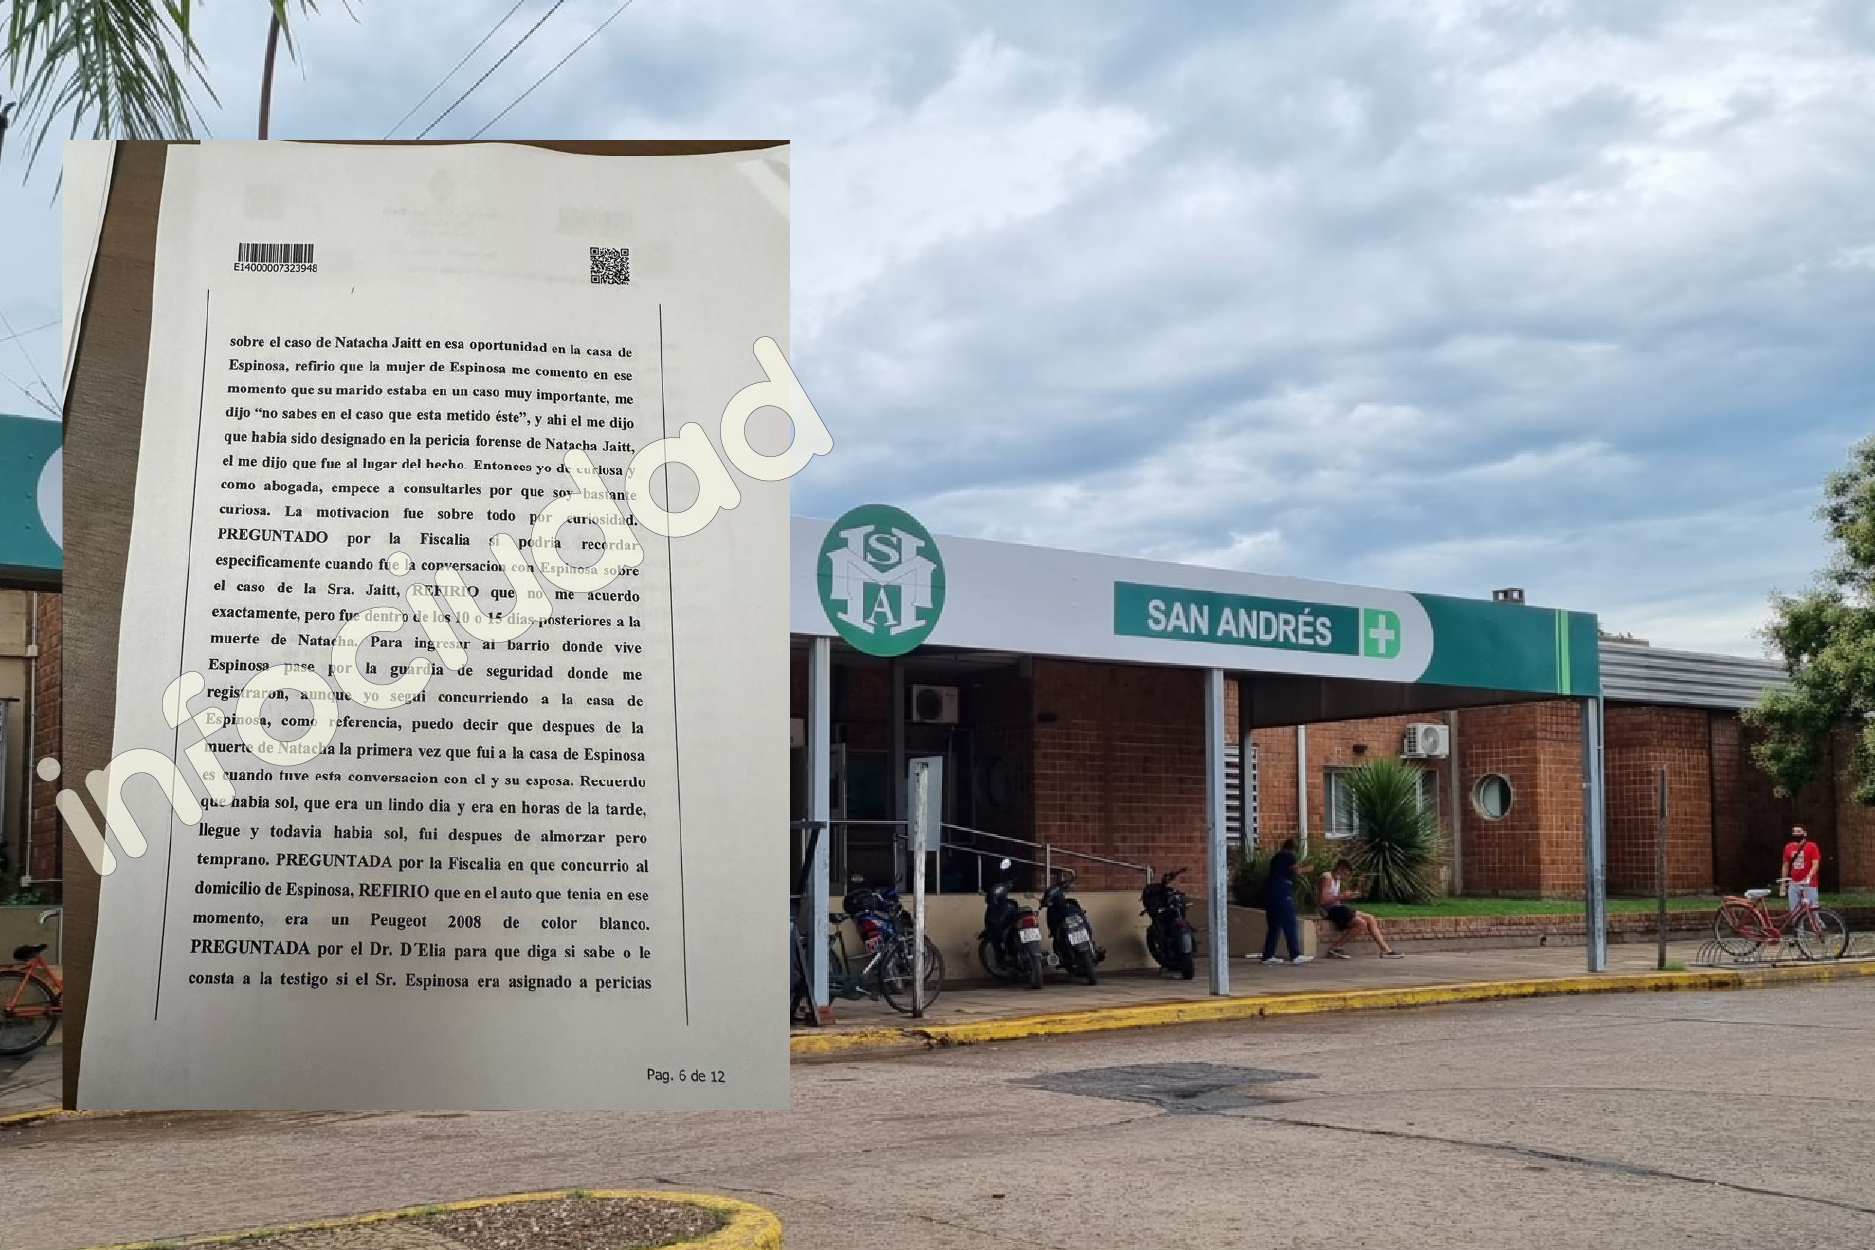 E14000007323948
sobre el caso de Natacha Jaitt en esa oportunidad en la casa de
Espinosa, refirio que la mujer de Espinosa me comento en ese
momento que su marido estaba en un caso muy importante, me
dijo “no sabes en el caso que esta metido éste”, y ahi el me dijo
que habia sido designado en la pericia forense de Natacha Jaitt,
el me dijo que fue al lugar del hecho. Entonces yo de curiosa y
como abogada, empece a consultarles por que soy bastante
curiosa. La motivacion fue sobre todo por curiosidad.
PREGUNTADO por la Fiscalia si podria recordar
especificamente cuando fue la conversacion con Espinosa sobre
el caso de la Sra. Jaitt, REFIRIO que no me acuerdo
exactamente, pero fue dentro de los 10 o 15 días posteriores a la
muerte de Natacha. Para ingresar al barrio donde vive
Espinosa pase por la guardia de seguridad donde me
registraron, aunque yo segui concurriendo a la casa de
Espinosa, como referencia, puedo decir que despues de la
muerte de Natacha la primera vez que fui a la casa de Espinosa
es cuando tuve esta conversacion con el y su esposa. Recuerdo
que habia sol, que era un lindo dia y era en horas de la tarde,
llegue y todavia habia sol, fui despues de almorzar pero
temprano. PREGUNTADA por la Fiscalia en que concurrio al
domicilio de Espinosa, REFIRIO que en el auto que tenia en ese
momento, era un Peugeot 2008 de color blanco.
PREGUNTADA por el Dr. D´Elia para que diga si sabe o le
consta a la testigo si el Sr. Espinosa era asignado a pericias
Pag. 6 de 12
infociudad
SMA
SAN ANDRÉS